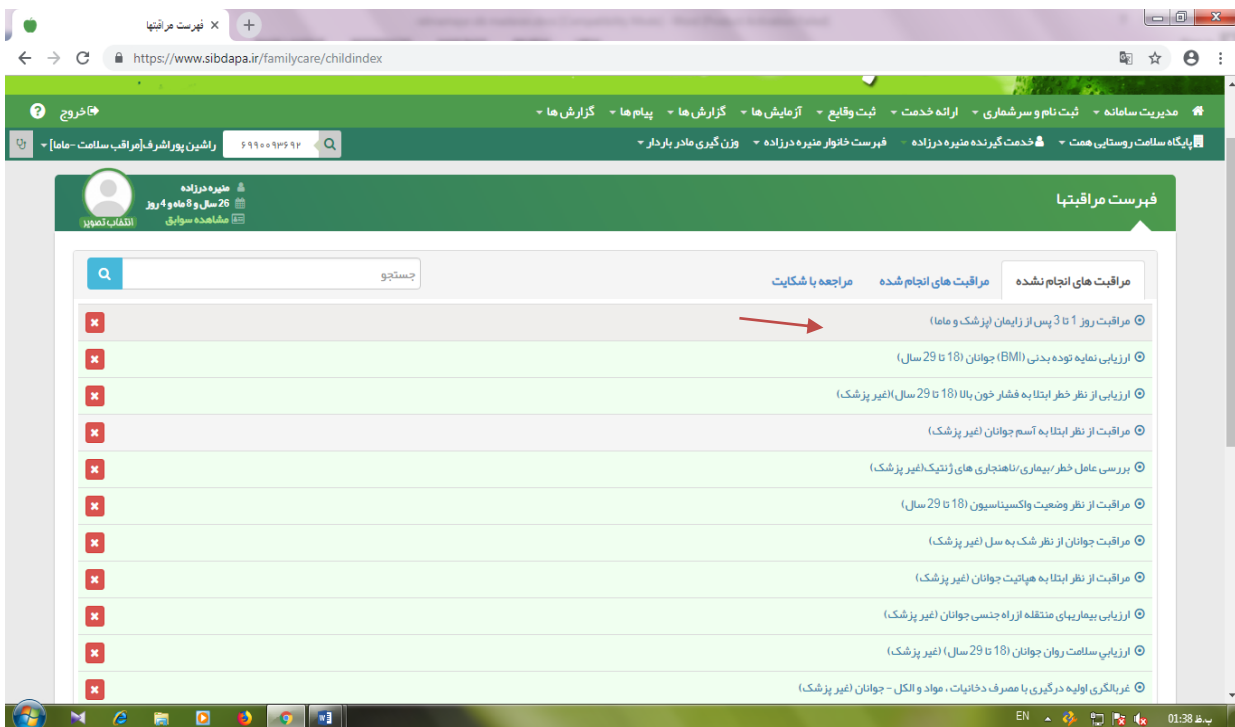 فهرست مراقبتها
https://www.sibdapa.ir/familycare/childindex
مدیریت سامانه ثبت نام و سرشماری ارائه خدمت ثبت وقایع آزمایش ها گزارش ها پیام ها گزارش ها خروج
پایگاه سلامت روستایی همت خدمت گیرنده منیره درزاده فهرست خانوار منیره درزاده وزن گیری مادر باردار راشین پوراشرف[مراقب سلامت -ماما]
فهرست مراقبتها
منیره درزاده
26 سال و 8 ماه و 4 روز
مشاهده سوابق
انتخاب تصویر
مراقبت های انجام نشده مراقبت های انجام شده مراجعه با شکایت جستجو
مراقبت روز 1 تا 3 پس از زایمان (پزشک و ماما)
ارزیابی نمایه توده بدنی (BMI) جوانان (18 تا 29 سال)
ارزیابی از نظر خطر ابتلا به فشار خون بالا (18 تا 29 سال)(غیر پزشک)
مراقبت از نظر ابتلا به آسم جوانان (غیر پزشک)
بررسی عامل خطر/بیماری/ناهنجاری های ژنتیک(غیر پزشک)
مراقبت از نظر وضعیت واکسیناسیون (18 تا 29 سال)
مراقبت جوانان از نظر شک به سل (غیر پزشک)
مراقبت از نظر ابتلا به هپاتیت جوانان (غیر پزشک)
ارزیابی بیماریهای منتقله از راه جنسی جوانان (غیر پزشک)
ارزيابي سلامت روان جوانان (18 تا 29 سال) (غیر پزشک)
غربالگری اولیه درگیری با مصرف دخانیات ، مواد و الکل - جوانان (غیر پزشک)
EN 01:38 ب.ظ